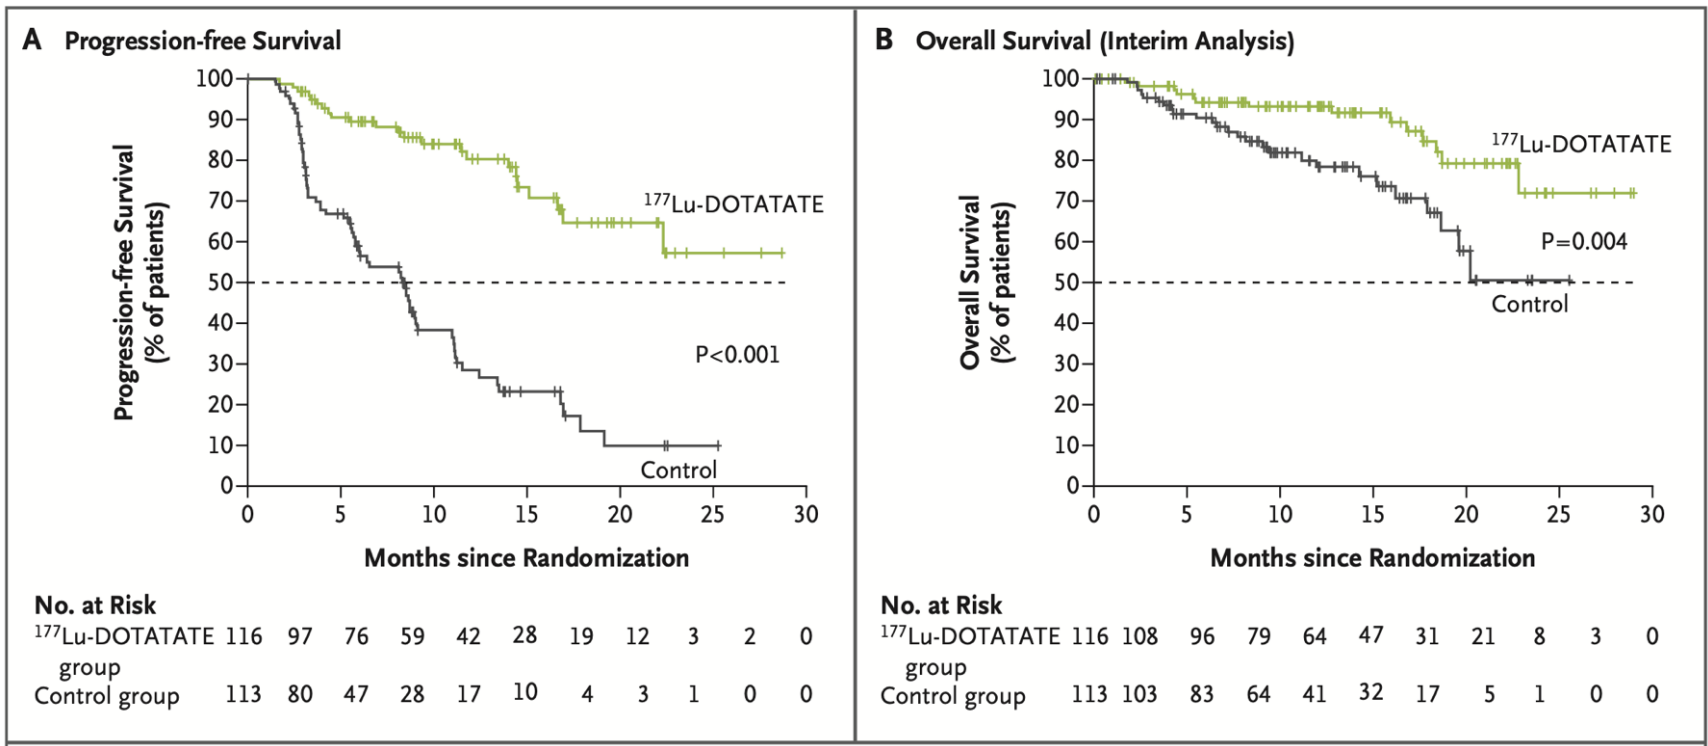 A Progression-free Survival
100
90
80
70
60
50
40
30
20
10
0
Progression-free Survival
(% of patients)
177Lu-DOTATATE
P<0.001
Control
0 5 10 15 20 25 30
Months since Randomization
No. at Risk
177Lu-DOTATATE 116 97 76 59 42 28 19 12 3 2 0
group
Control group 113 80 47 28 17 10 4 3 1 0 0
B Overall Survival (Interim Analysis)
100
90
80
70
60
50
40
30
20
10
0
Overall Survival
(% of patients)
177Lu-DOTATATE
P=0.004
Control
0 5 10 15 20 25 30
Months since Randomization
No. at Risk
177Lu-DOTATATE 116 108 96 79 64 47 31 21 8 3 0
group
Control group 113 103 83 64 41 32 17 5 1 0 0